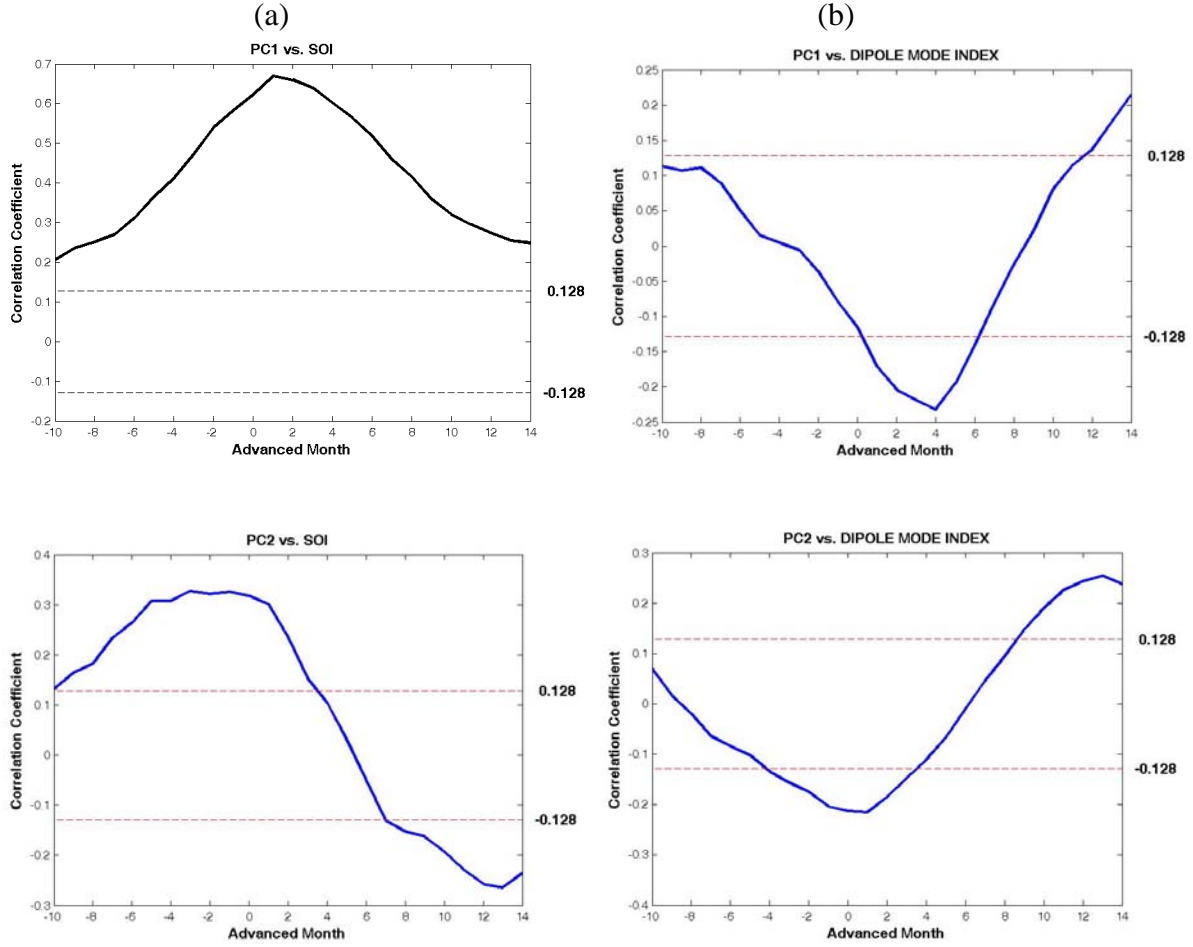 (a)
PC1 vs. SOI
0.7
0.6
0.5
0.4
0.3
0.2
0.1
0
-0.1
-0.2
Correlation Coefficient
0.128
-0.128
-10 -8 -6 -4 -2 0 2 4 6 8 10 12 14
Advanced Month
(b)
PC1 vs. DIPOLE MODE INDEX
0.25
0.2
0.15
0.1
0.05
0
-0.05
-0.1
-0.15
-0.2
-0.25
Correlation Coefficient
0.128
-0.128
-10 -8 -6 -4 -2 0 2 4 6 8 10 12 14
Advanced Month
PC2 vs. SOI
0.4
0.3
0.2
0.1
0
-0.1
-0.2
-0.3
Correlation Coefficient
0.128
-0.128
-10 -8 -6 -4 -2 0 2 4 6 8 10 12 14
Advanced Month
PC2 vs. DIPOLE MODE INDEX
0.3
0.2
0.1
0
-0.1
-0.2
-0.3
-0.4
Correlation Coefficient
0.128
-0.128
-10 -8 -6 -4 -2 0 2 4 6 8 10 12 14
Advanced Month